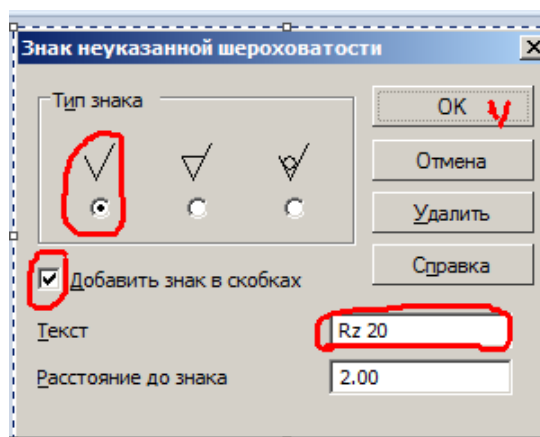 Знак неуказанной шероховатости
Тип знака
OK
Отмена
Удалить
Справка
Добавить знак в скобках
Текст
Rz 20
Расстояние до знака
2.00